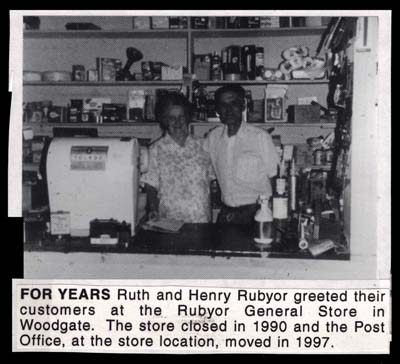 TOLEDO
FOR YEARS Ruth and Henry Rubyor greeted their
customers at the Rubyor General Store in
Woodgate. The store closed in 1990 and the Post
Office, at the store location, moved in 1997.